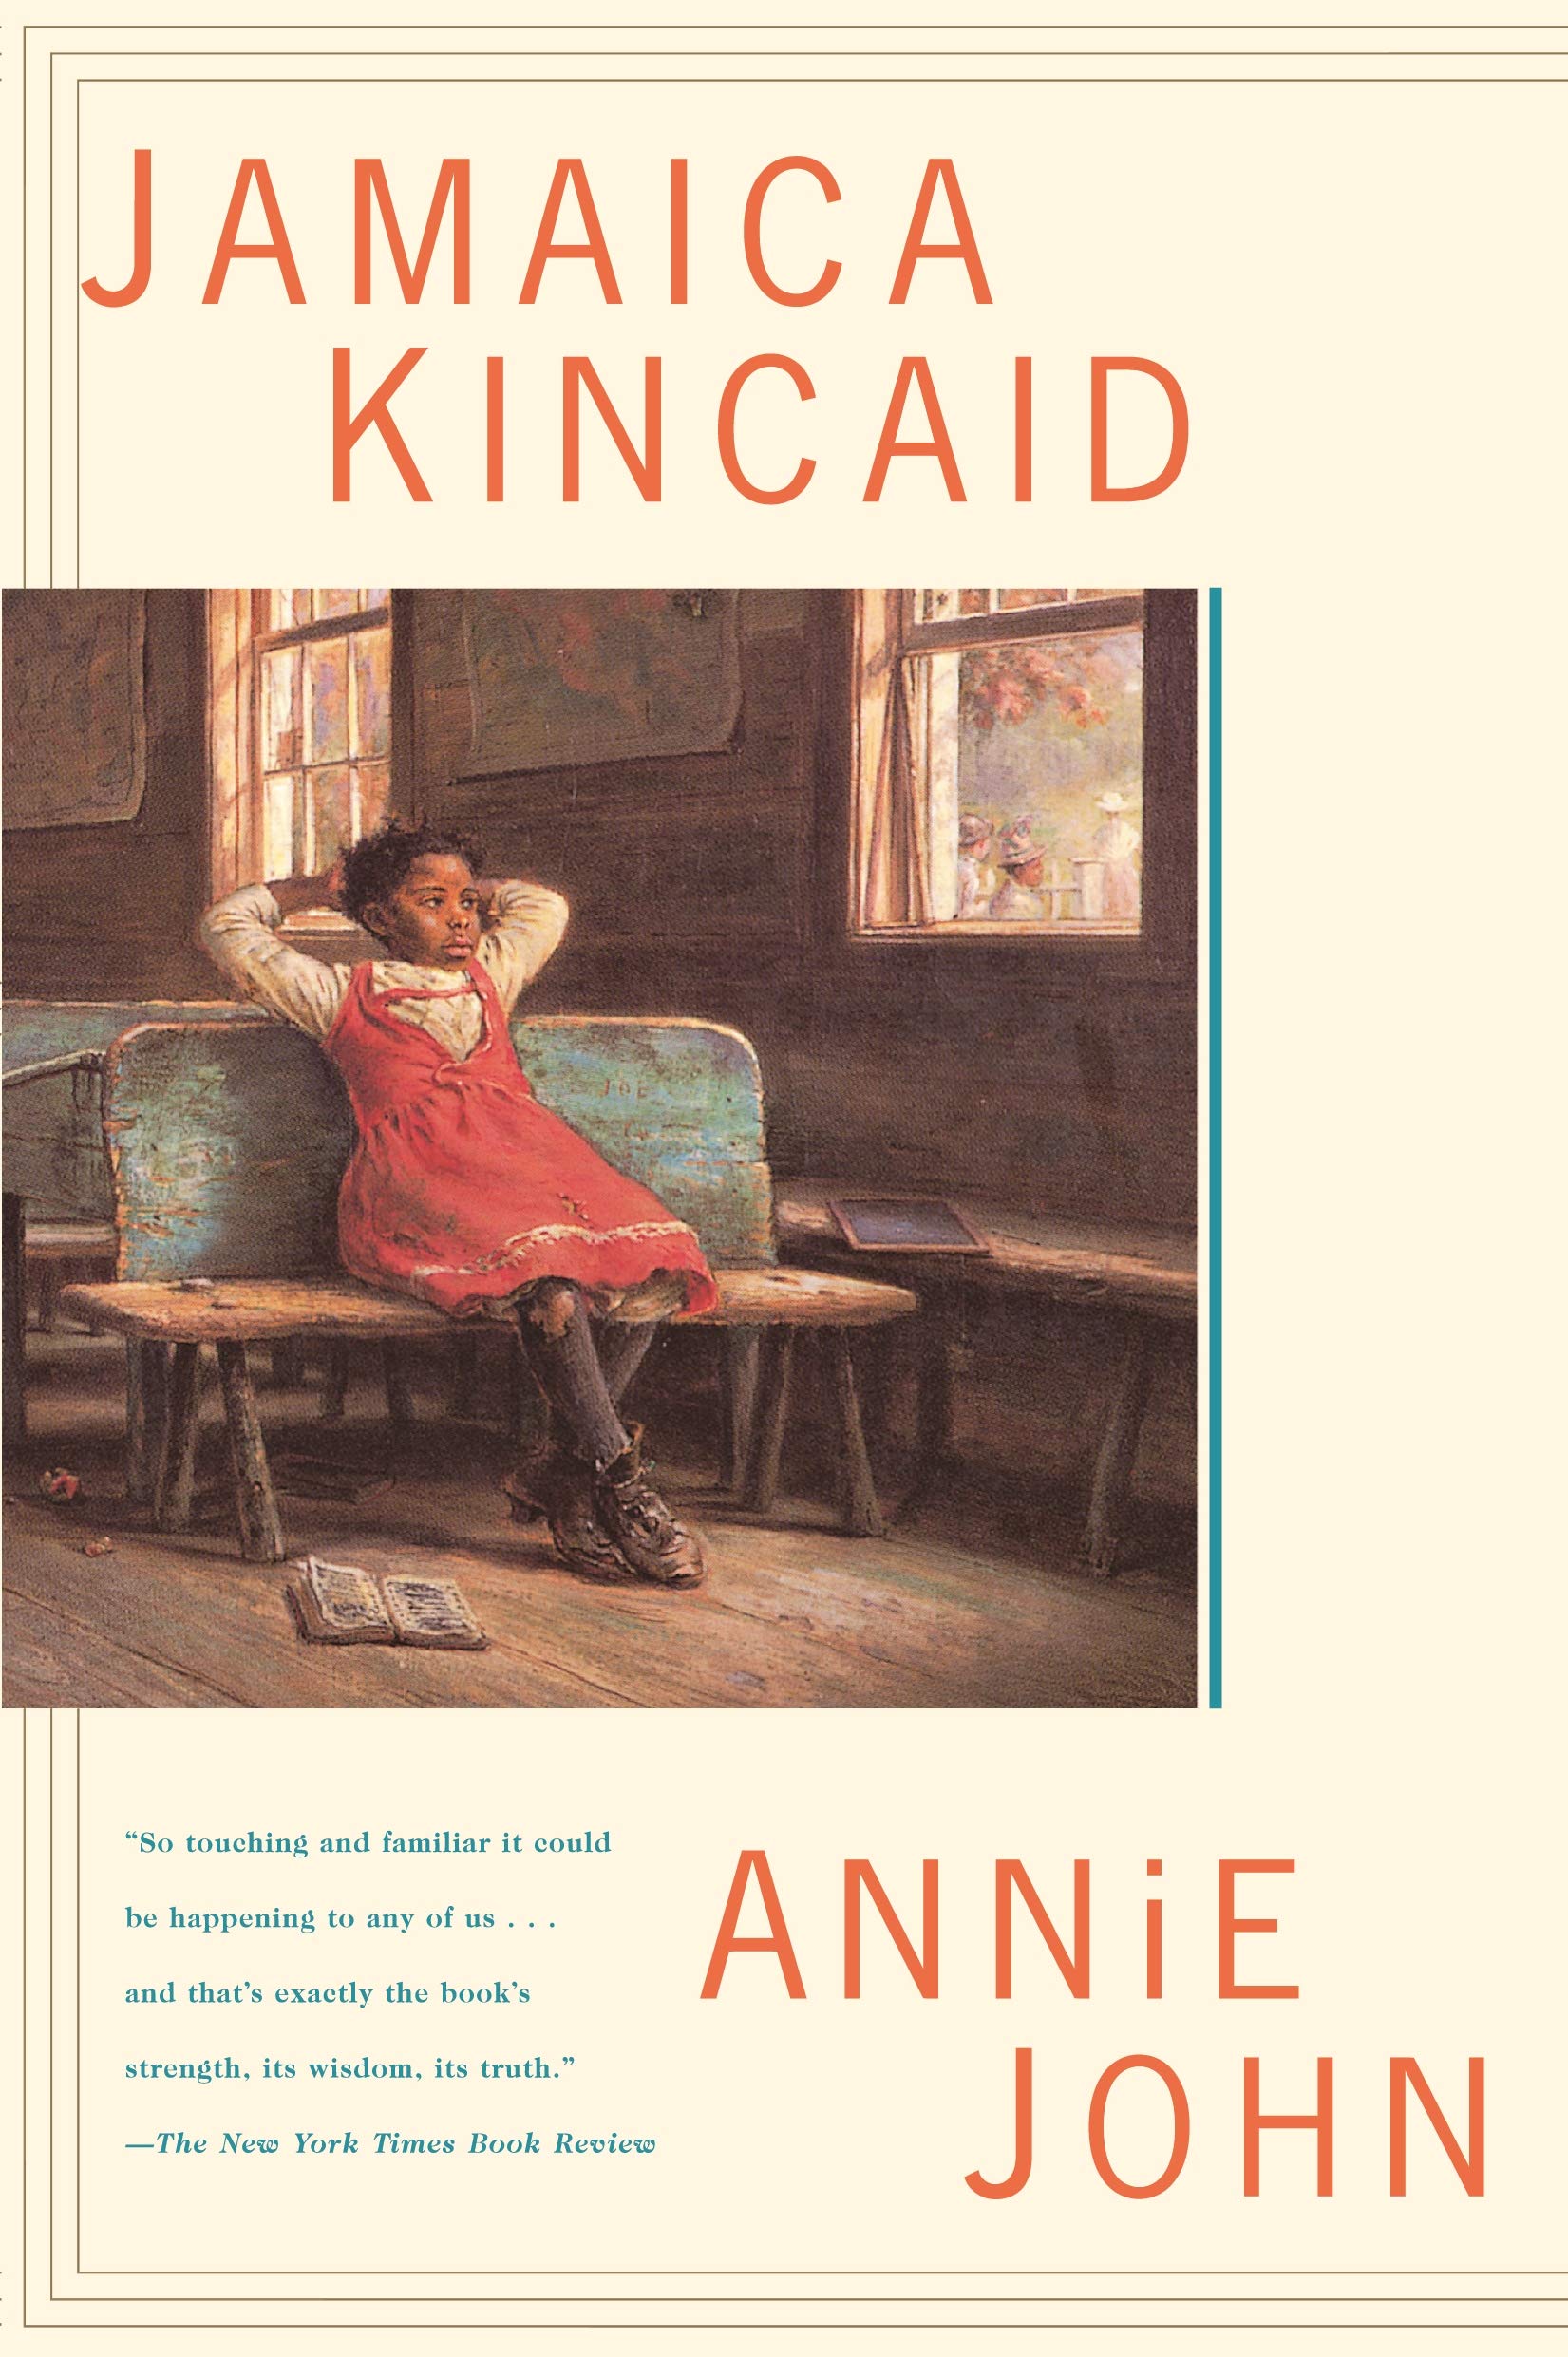 JAMAICA
KINCAID
“So touching and familiar it could
be happening to any of us . . .
and that’s exactly the book’s
strength, its wisdom, its truth.”
—The New York Times Book Review
ANNiE
JOHN